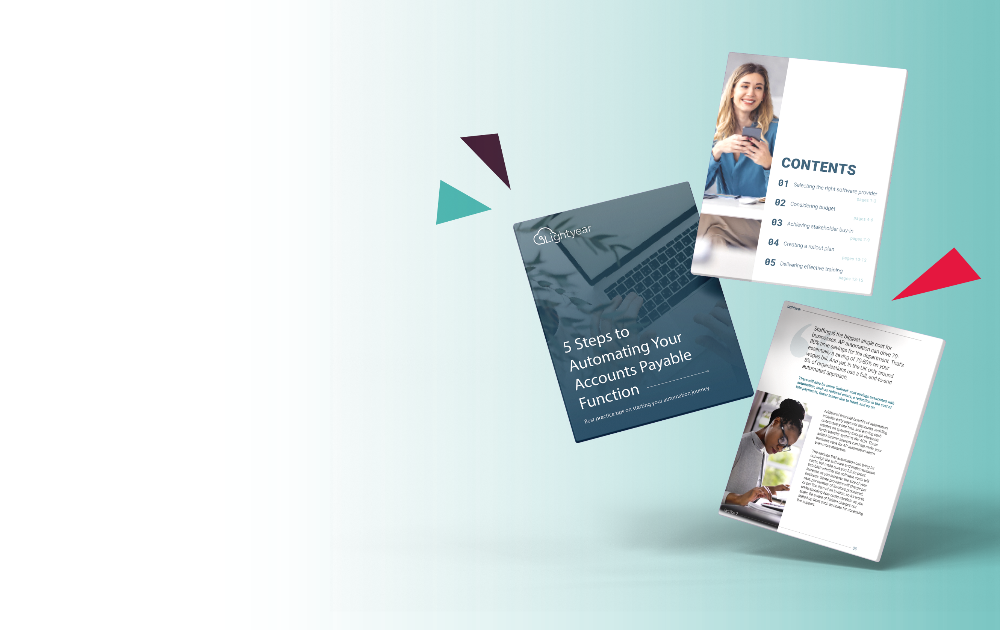 Lightyear
5 Steps to
Automating Your
Accounts Payable
Function
Best practice tips on starting your automation journey.
CONTENTS
01 Selecting the right software provider
pages 1-3
02 Considering budget
pages 4-6
03 Achieving stakeholder buy-in
pages 7-9
04 Creating a rollout plan
pages 10-12
05 Delivering effective training
pages 13-15
Lightyear
Staffing is the biggest single cost for
businesses. AP automation can drive 70-
80% time savings for the department. That's
essentially a saving of 70-80% on your
wages bill. And yet, in the UK only around
5% of organisations use a full, end-to-end
automated approach.
There will also be some 'indirect' cost savings associated with
automation, such as reduced errors, a reduction in the cost of
late payments, fewer losses due to fraud, and so on.
Additional financial benefits of automation,
includes early payment discounts, avoiding
unnecessary late fees, and earning cash
rebates on spending through electronic
funds transfer systems like ACH. These
added income sources can help make your
business case for AP automation seem
even more attractive.
The savings that automation can bring far
outweigh the software and implementation
costs, but make sure you future proof.
Establish whether the software costs will
increase as you increase the size of your
business. Some providers will charge per
seat, per number of invoices processed,
or per line item of an invoice, so it's worth
understanding how costs escalate as you
scale. Be aware of hidden charges not
stated up front such as costs for accessing
live support.
Section 2
06